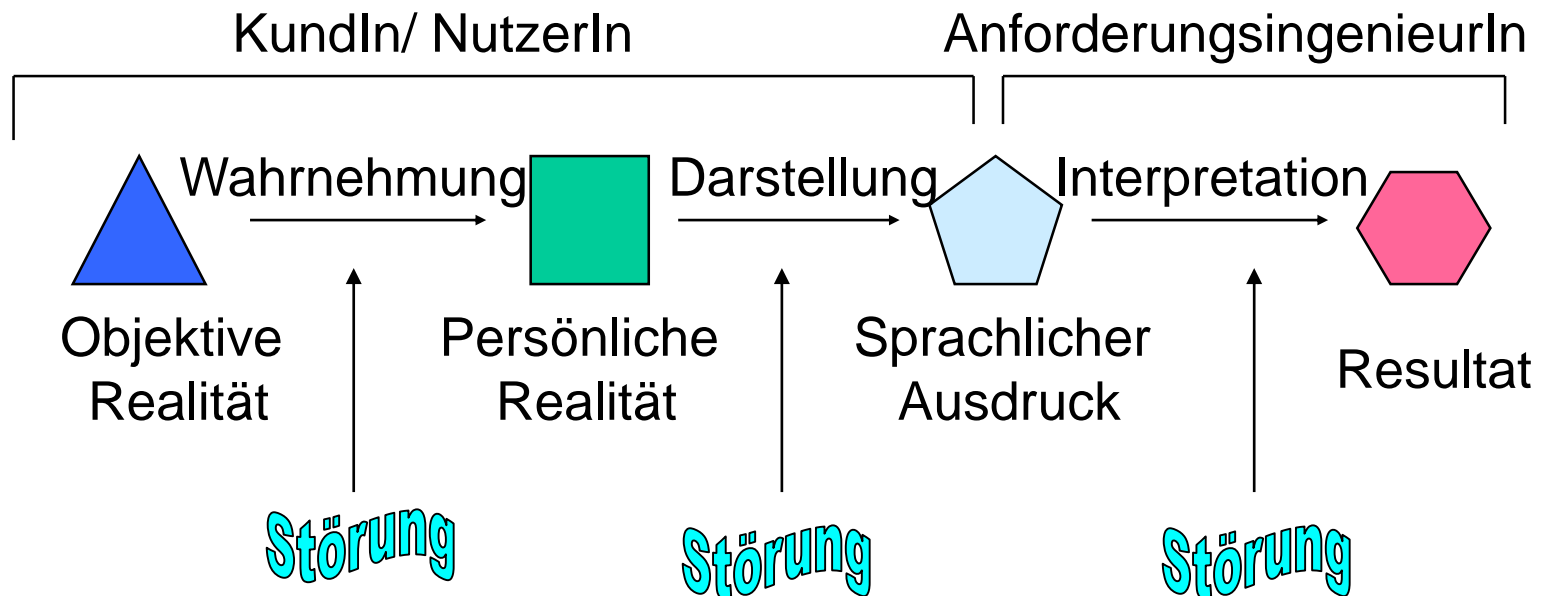 KundIn/ NutzerIn
AnforderungsingenieurIn
Wahrnehmung
Darstellung
Interpretation
Objektive
Realität
Persönliche
Realität
Sprachlicher
Ausdruck
Resultat
Störung
Störung
Störung